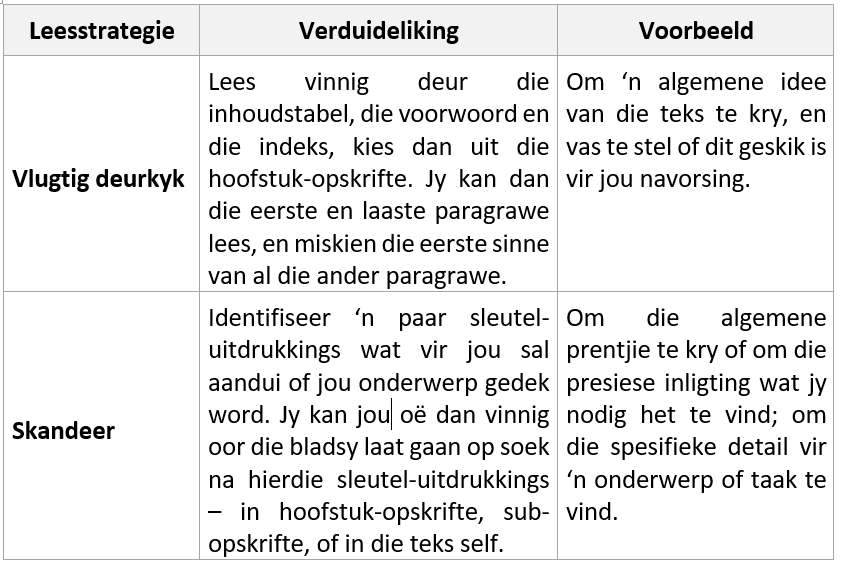 Leesstrategie Verduideliking Voorbeeld
Vlugtig deurkyk
Lees vinnig deur die
inhoudstabel, die voorwoord en
die indeks, kies dan uit die
hoofstuk-opskrifte. Jy kan dan
die eerste en laaste paragrawe
lees, en miskien die eerste sinne
van al die ander paragrawe.
Om ‘n algemene idee
van die teks te kry, en
vas te stel of dit geskik is
vir jou navorsing.
Skandeer
Identifiseer ‘n paar sleutel-
uitdrukkings wat vir jou sal
aandui of jou onderwerp gedek
word. Jy kan jou oë dan vinnig
oor die bladsy laat gaan op soek
na hierdie sleutel-uitdrukkings
– in hoofstuk-opskrifte, sub-
opskrifte, of in die teks self.
Om die algemene
prentjie te kry of om die
presiese inligting wat jy
nodig het te vind; om
die spesifieke detail vir
‘n onderwerp of taak te
vind.